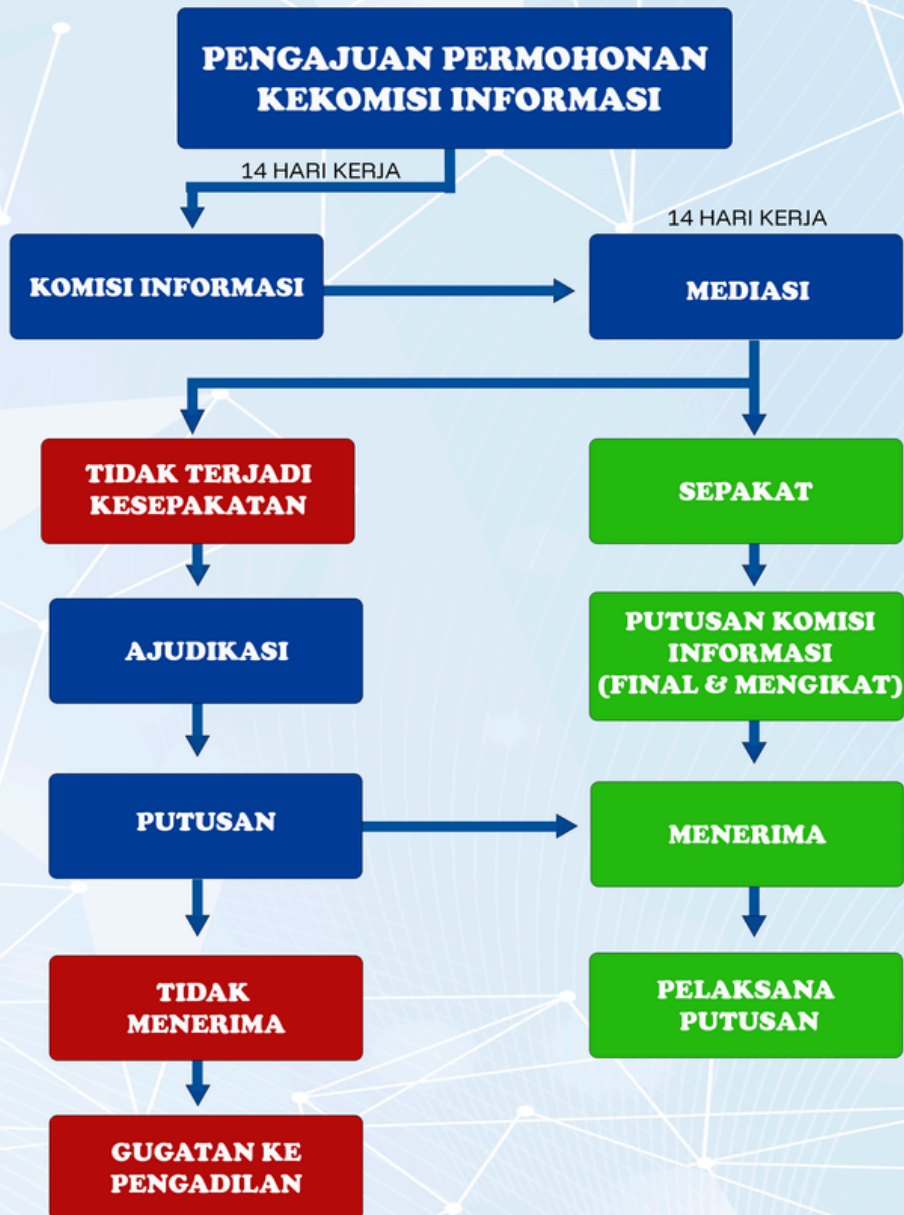 PENGAJUAN PERMOHONAN
KEKOMISI INFORMASI
14 HARI KERJA
14 HARI KERJA
KOMISI INFORMASI
MEDIASI
TIDAK TERJADI
KESEPAKATAN
SEPAKAT
AJUDIKASI
PUTUSAN KOMISI
INFORMASI
(FINAL & MENGIKAT)
PUTUSAN
MENERIMA
TIDAK
MENERIMA
PELAKSANA
PUTUSAN
GUGATAN KE
PENGADILAN